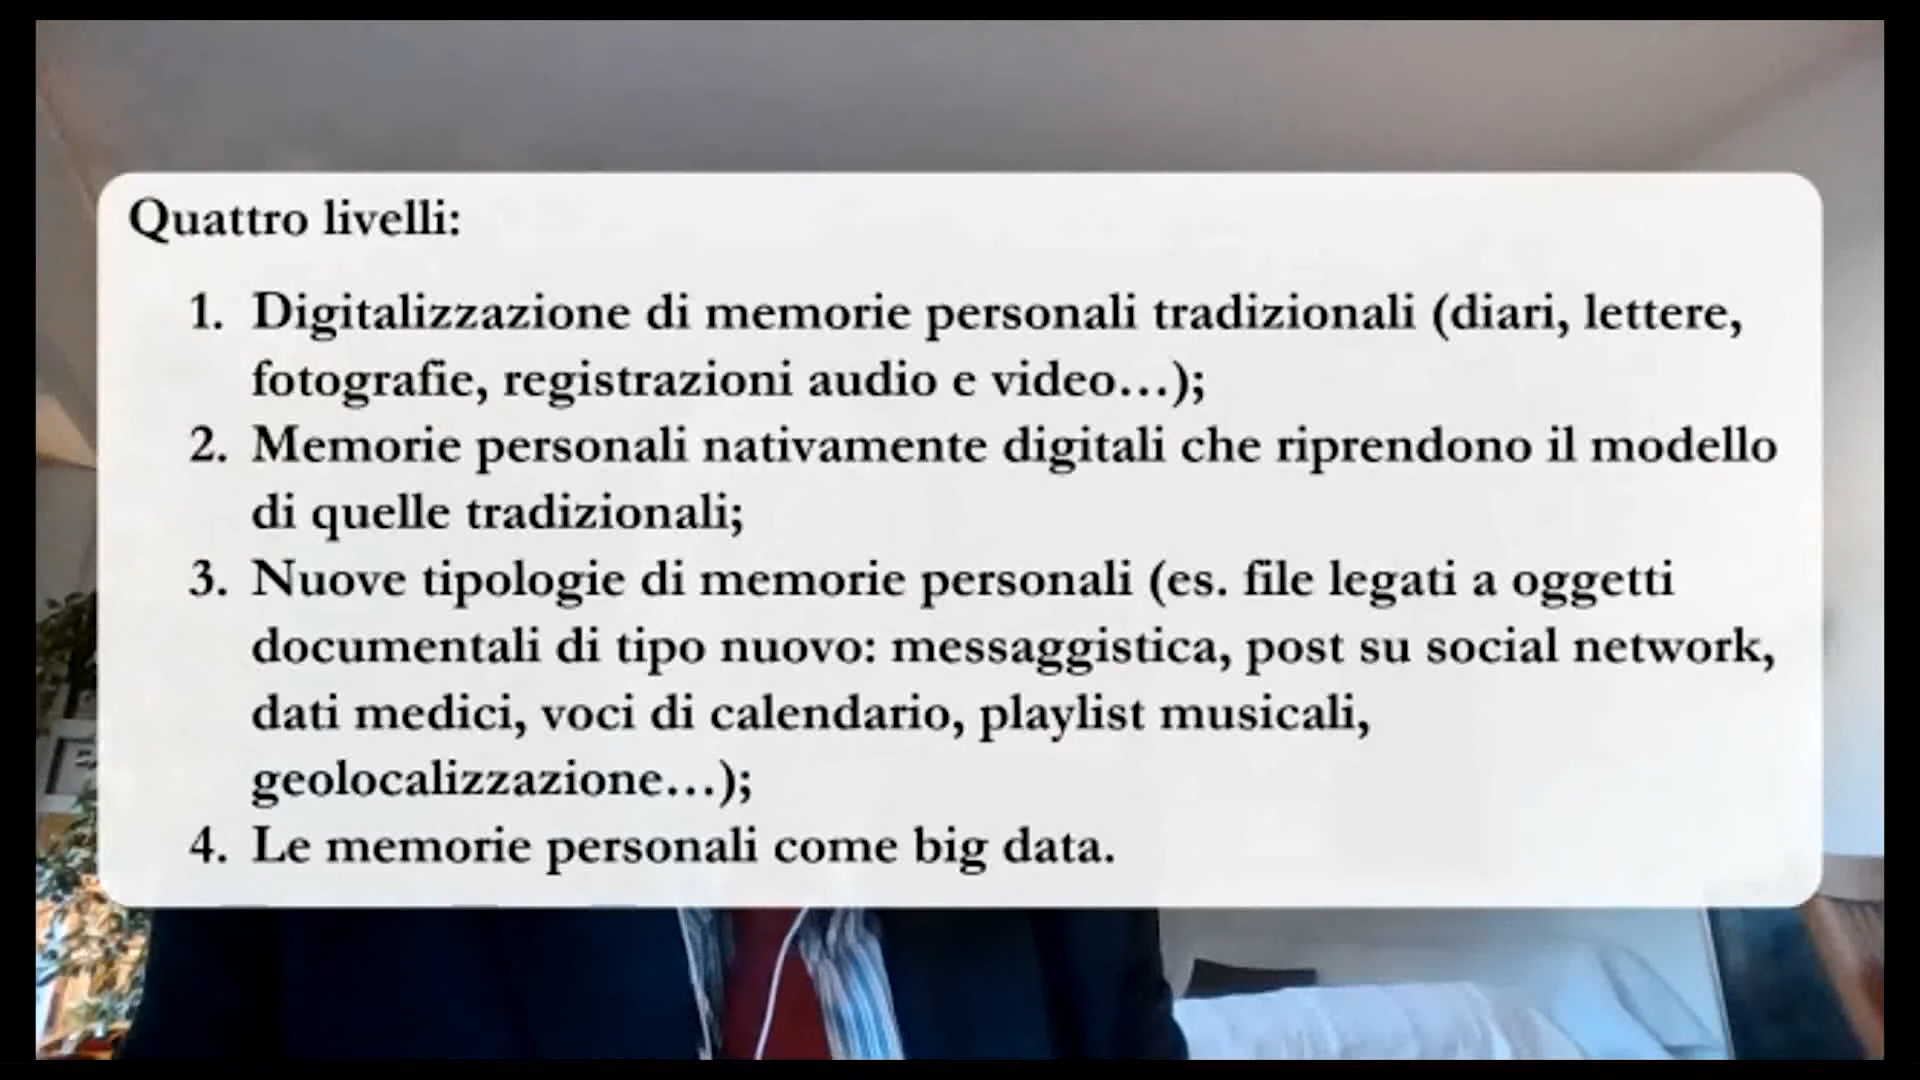 Quattro livelli:
1. Digitalizzazione di memorie personali tradizionali (diari, lettere,
fotografie, registrazioni audio e video…);
2. Memorie personali nativamente digitali che riprendono il modello
di quelle tradizionali;
3. Nuove tipologie di memorie personali (es. file legati a oggetti
documentali di tipo nuovo: messaggistica, post su social network,
dati medici, voci di calendario, playlist musicali,
geolocalizzazione…);
4. Le memorie personali come big data.